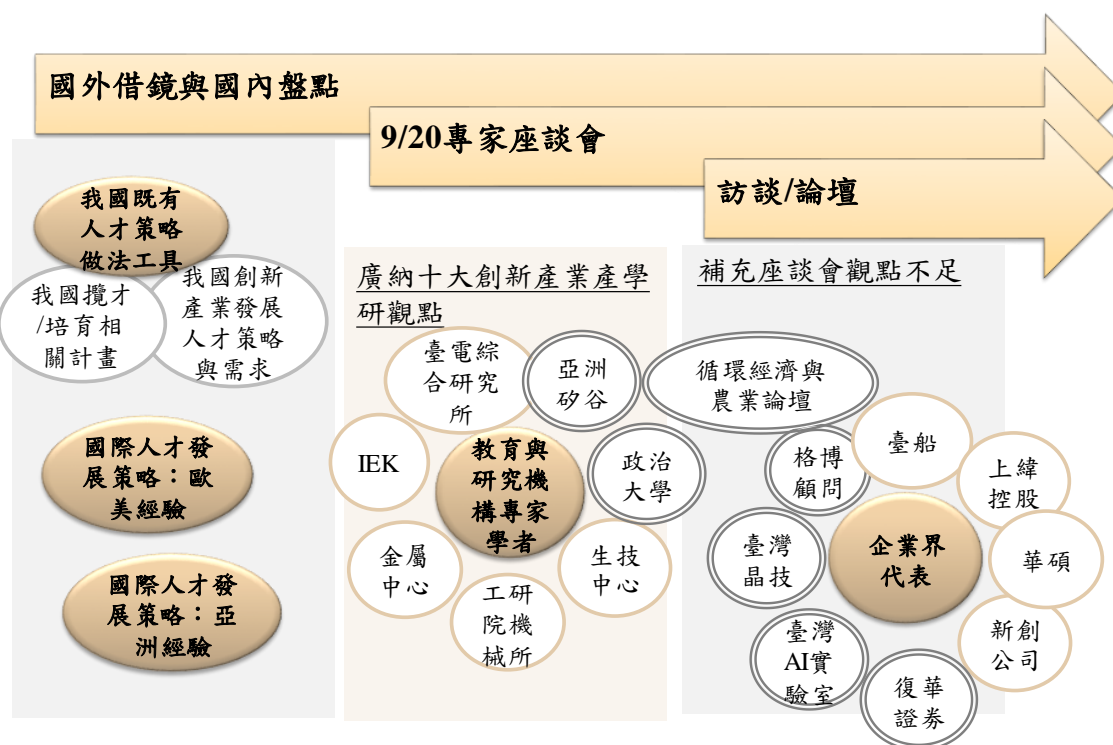 國外借鏡與國內盤點
9/20專家座談會
訪談/論壇
我國既有
人才策略
做法工具
我國攬才
/培育相
關計畫
我國創新
產業發展
人才策略
與需求
國際人才發
展策略：歐
美經驗
國際人才發
展策略：亞
洲經驗
廣納十大創新產業產學
研觀點
臺電綜
合研究
所
亞洲
矽谷
IEK
教育與
研究機
構專家
學者
政治
大學
金屬
中心
工研
院機
械所
生技
中心
補充座談會觀點不足
循環經濟與
農業論壇
臺船
格博
顧問
上緯
控股
臺灣
晶技
企業界
代表
華碩
臺灣
AI實
驗室
復華
證券
新創
公司